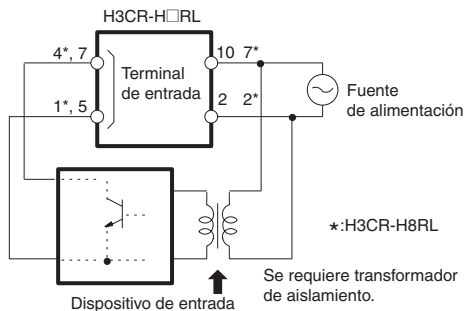 H3CR-H□RL
4*, 7
10 7*
Terminal
de entrada
1*, 5
2 2*
Fuente
de alimentación
*:H3CR-H8RL
Se requiere transformador
de aislamiento.
Dispositivo de entrada